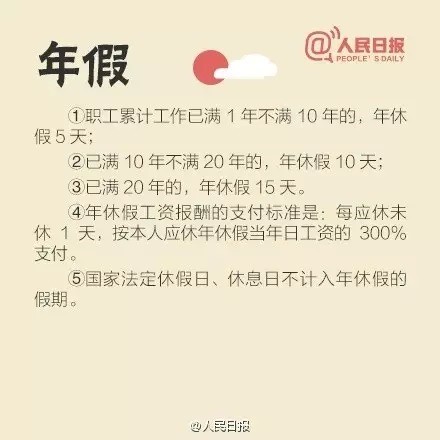 @人民日报
PEOPLE'S DAILY
年假
①职工累计工作已满 1 年不满 10 年的，年休
假 5 天；
②已满 10 年不满 20 年的，年休假 10 天；
③已满 20 年的，年休假 15 天。
④年休假工资报酬的支付标准是：每应休未
休 1 天，按本人应休年休假当年日工资的 300%
支付。
⑤国家法定休假日、休息日不计入年休假的
假期。
@人民日报